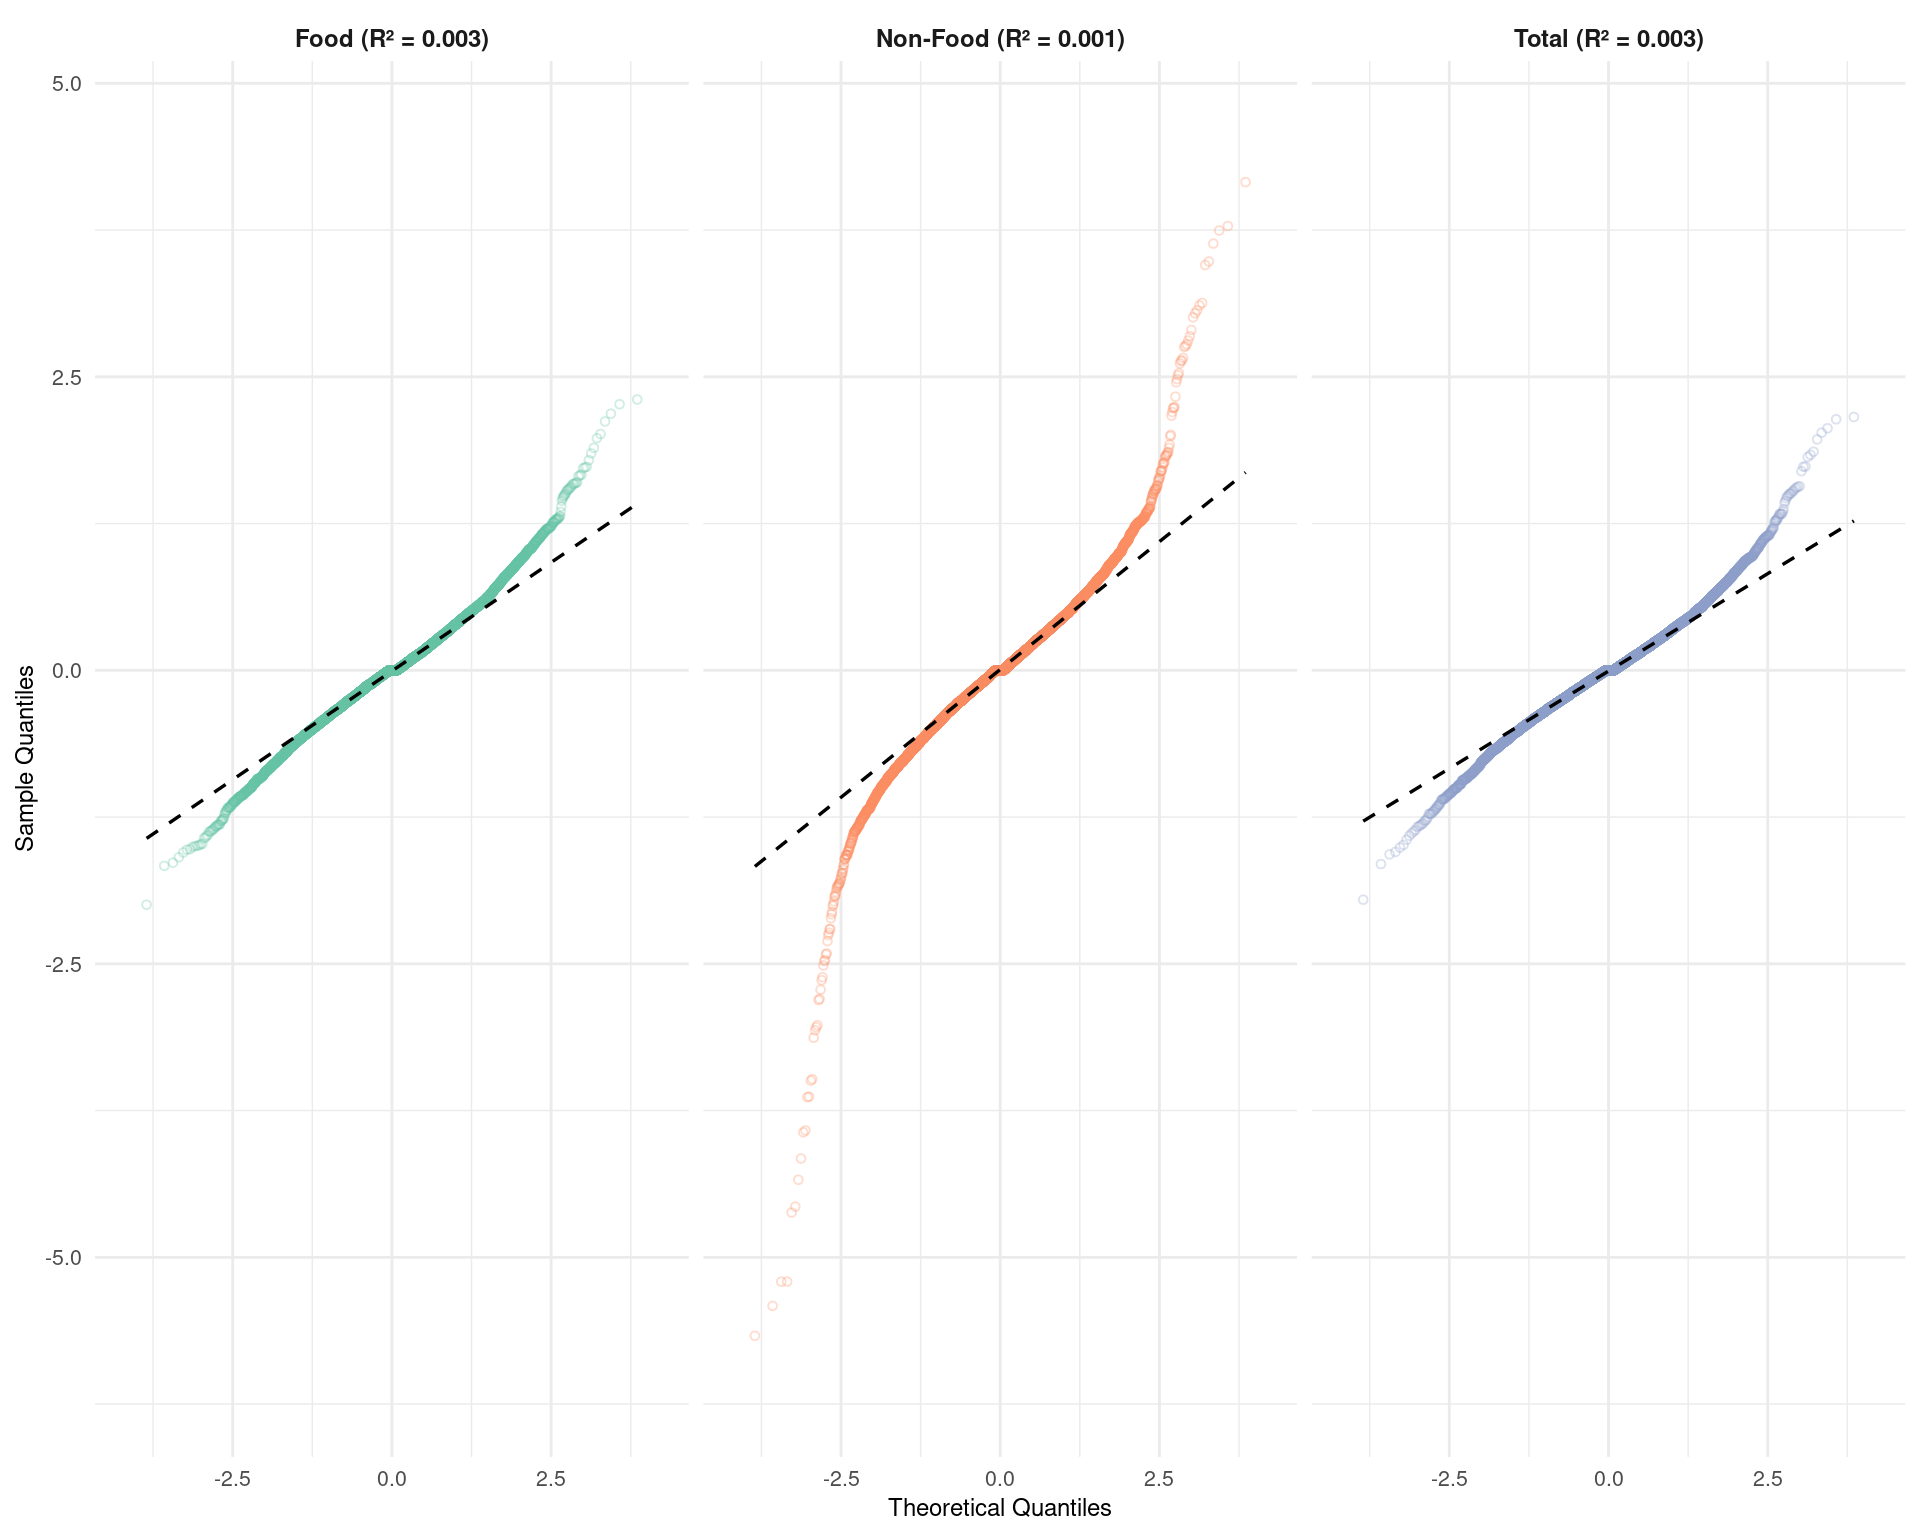 Food (R² = 0.003)
Non-Food (R² = 0.001)
Total (R² = 0.003)
5.0
2.5
0.0
-2.5
-5.0
Sample Quantiles
-2.5 0.0 2.5
-2.5 0.0 2.5
-2.5 0.0 2.5
Theoretical Quantiles